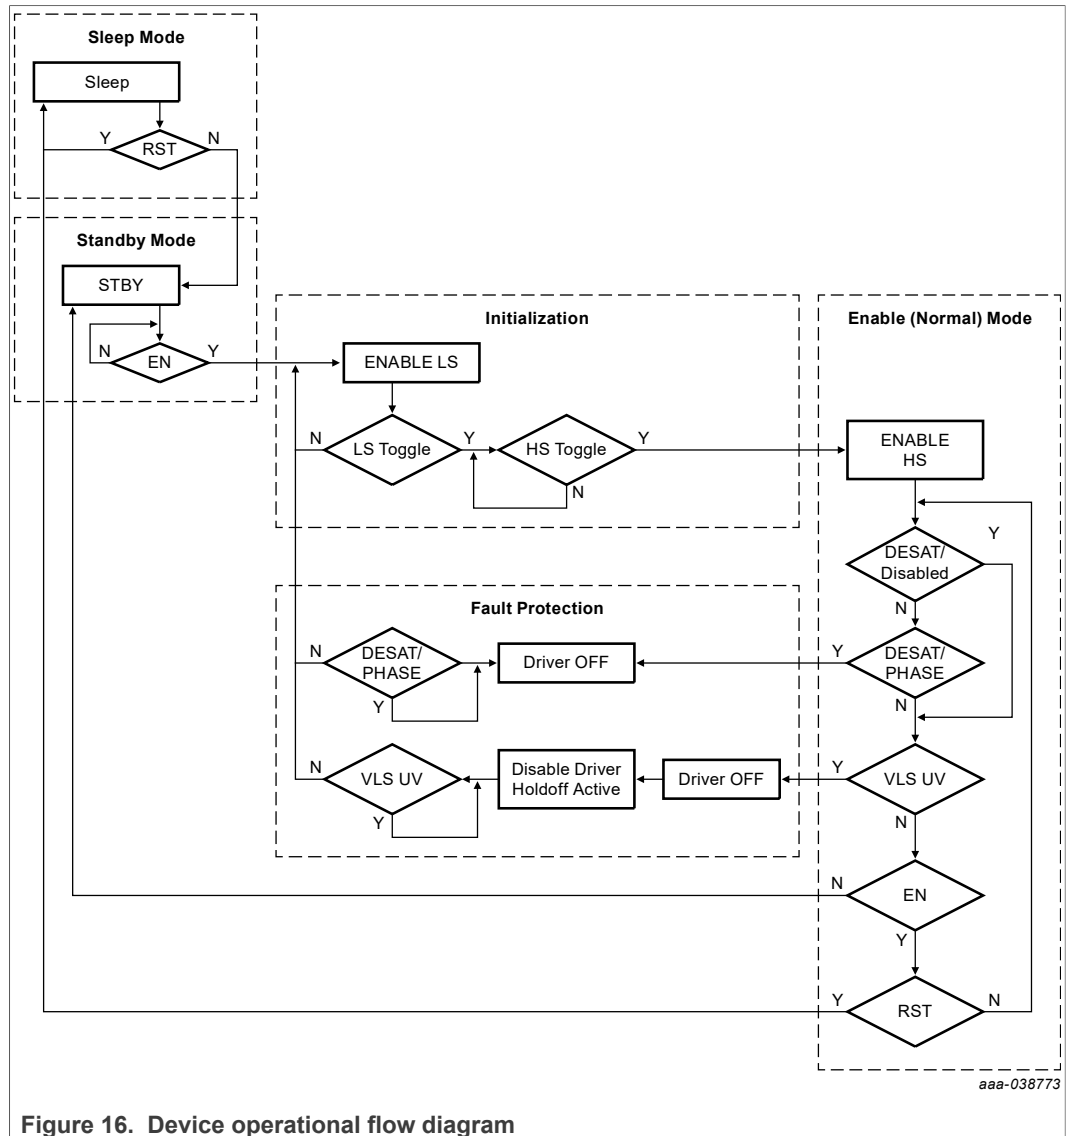 Sleep Mode
Sleep
Y
RST
N
Standby Mode
STBY
N
EN
Y
Initialization
ENABLE LS
N
LS Toggle
Y
HS Toggle
Y
N
Enable (Normal) Mode
ENABLE
HS
DESAT/
Disabled
Y
N
DESAT/
PHASE
Y
N
VLS UV
Y
N
EN
N
Y
RST
Y
N
Fault Protection
N
DESAT/
PHASE
Y
Driver OFF
N
VLS UV
Y
Disable Driver
Holdoff Active
Driver OFF
aaa-038773
Figure 16. Device operational flow diagram